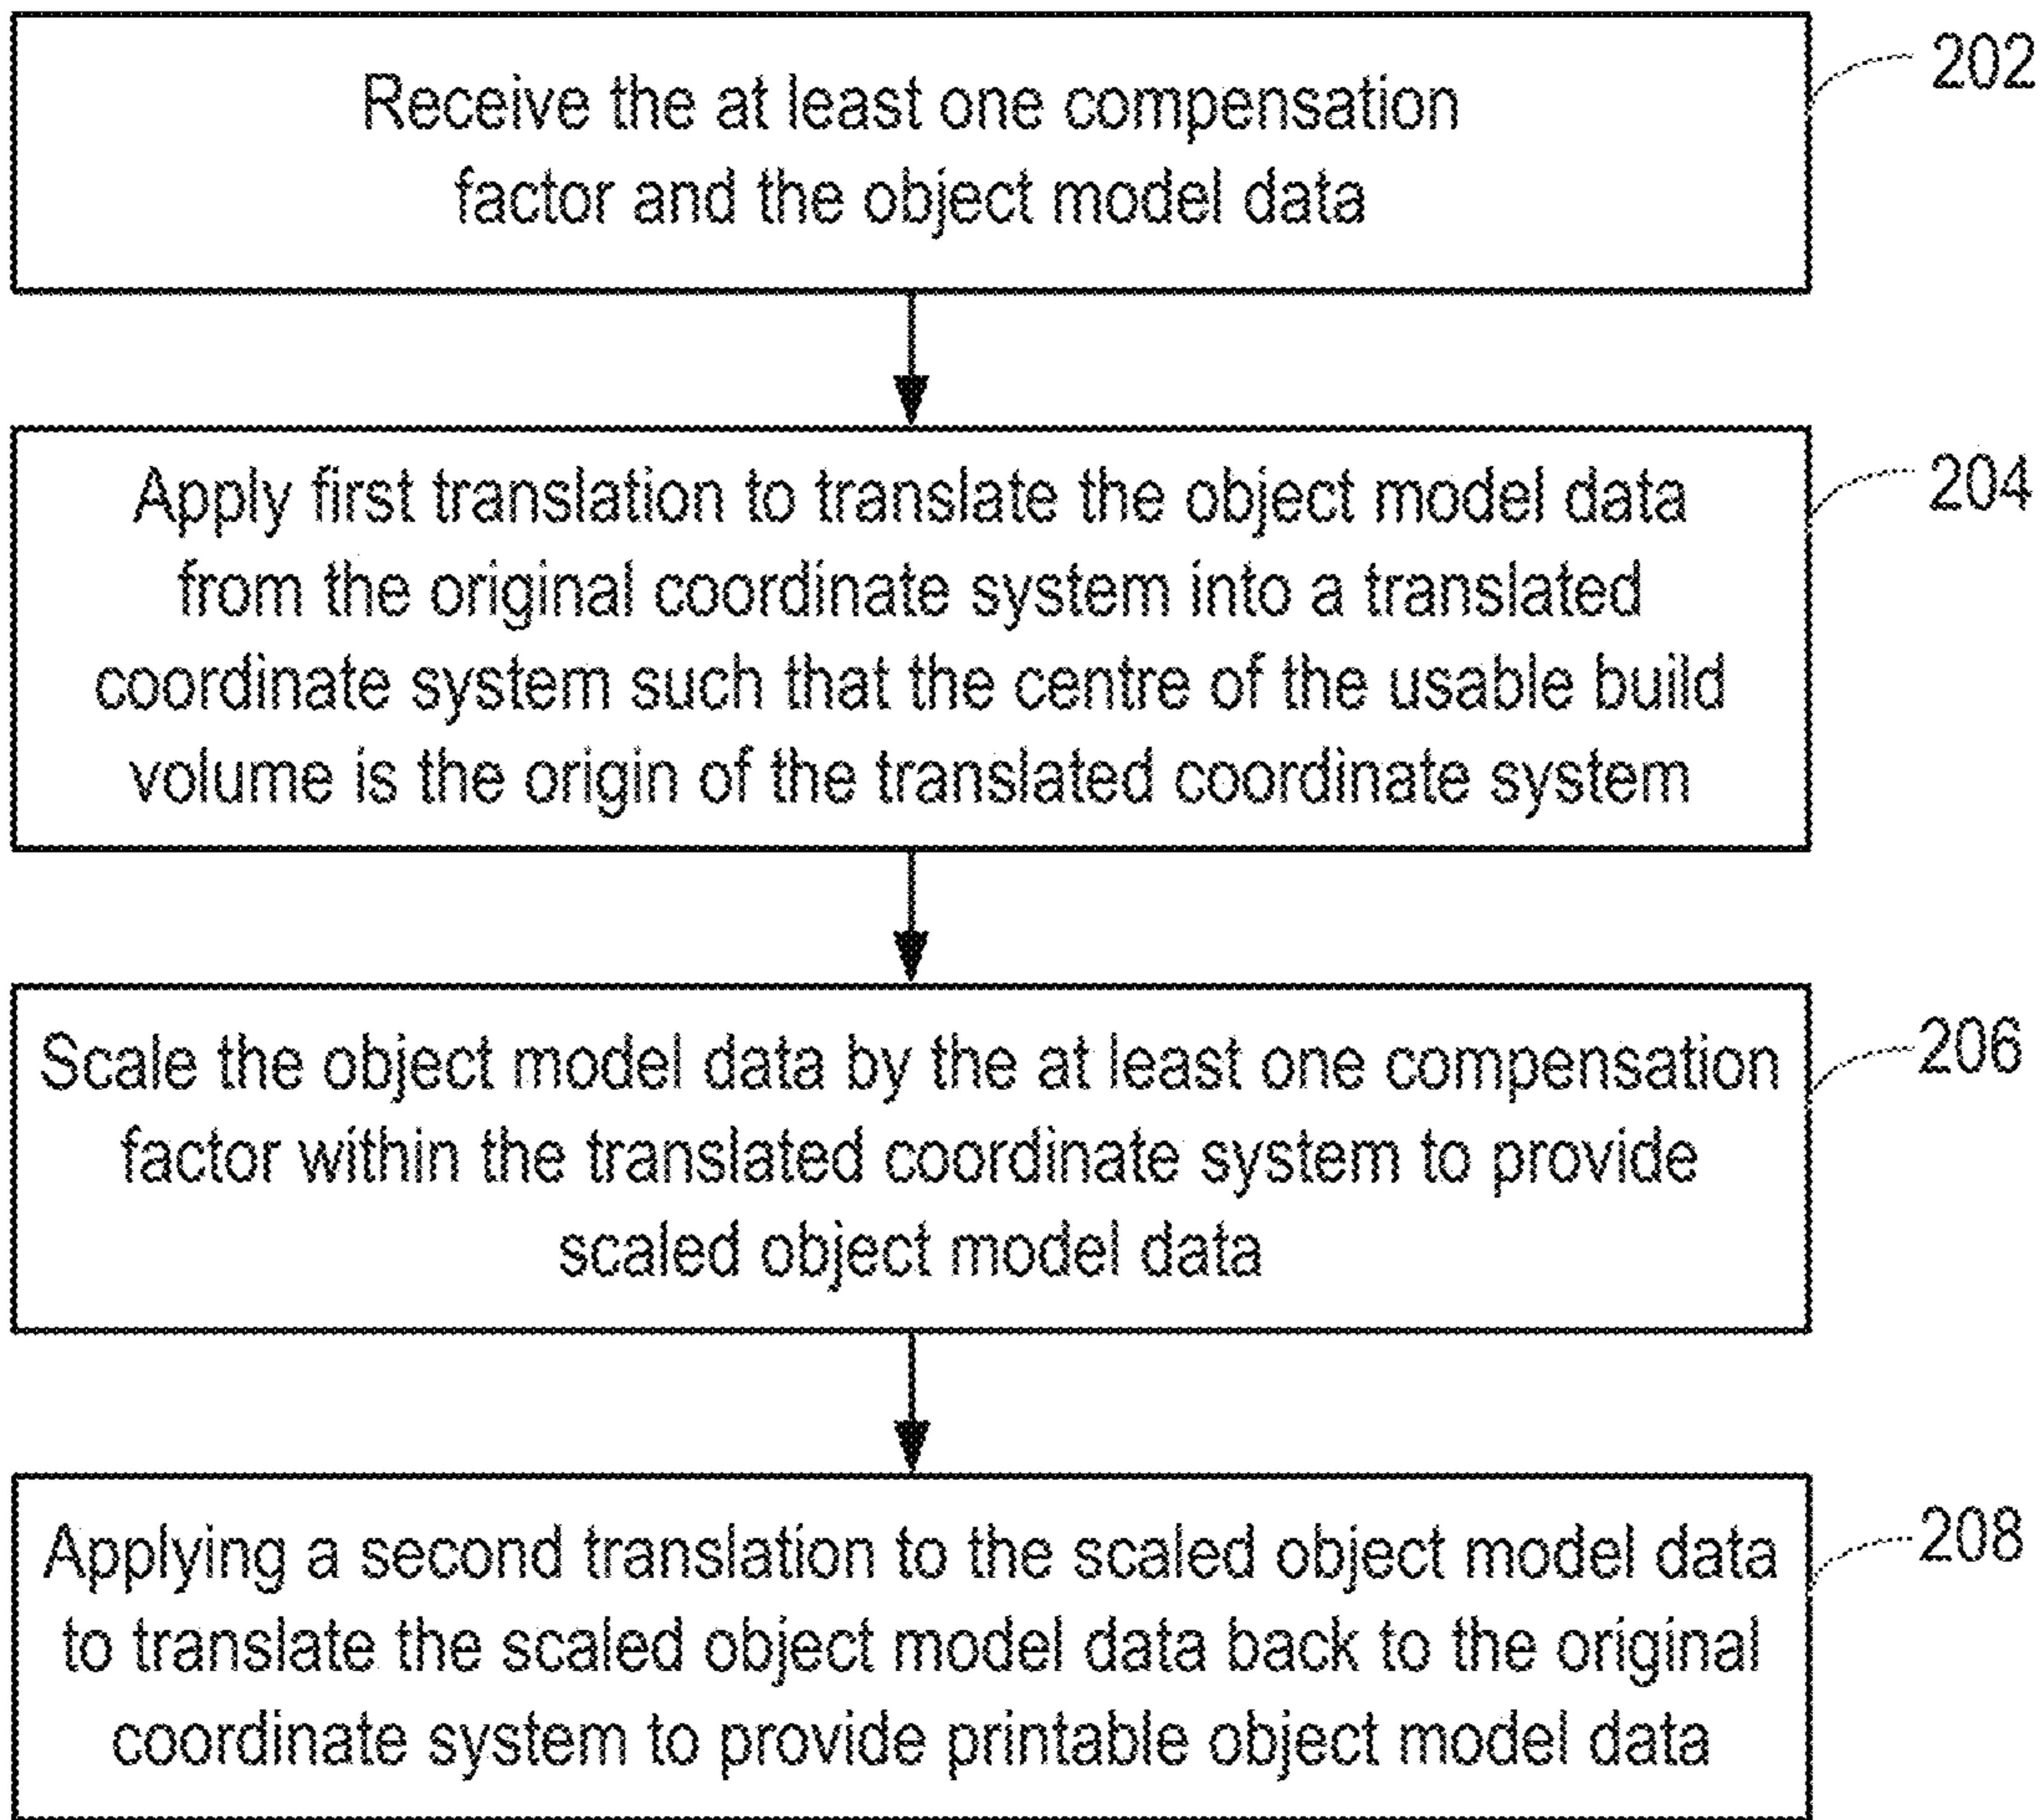 Receive the at least one compensation
factor and the object model data
202
Apply first translation to translate the object model data
from the original coordinate system into a translated
coordinate system such that the centre of the usable build
volume is the origin of the translated coordinate system
204
Scale the object model data by the at least one compensation
factor within the translated coordinate system to provide
scaled object model data
206
Applying a second translation to the scaled object model data
to translate the scaled object model data back to the original
coordinate system to provide printable object model data
208